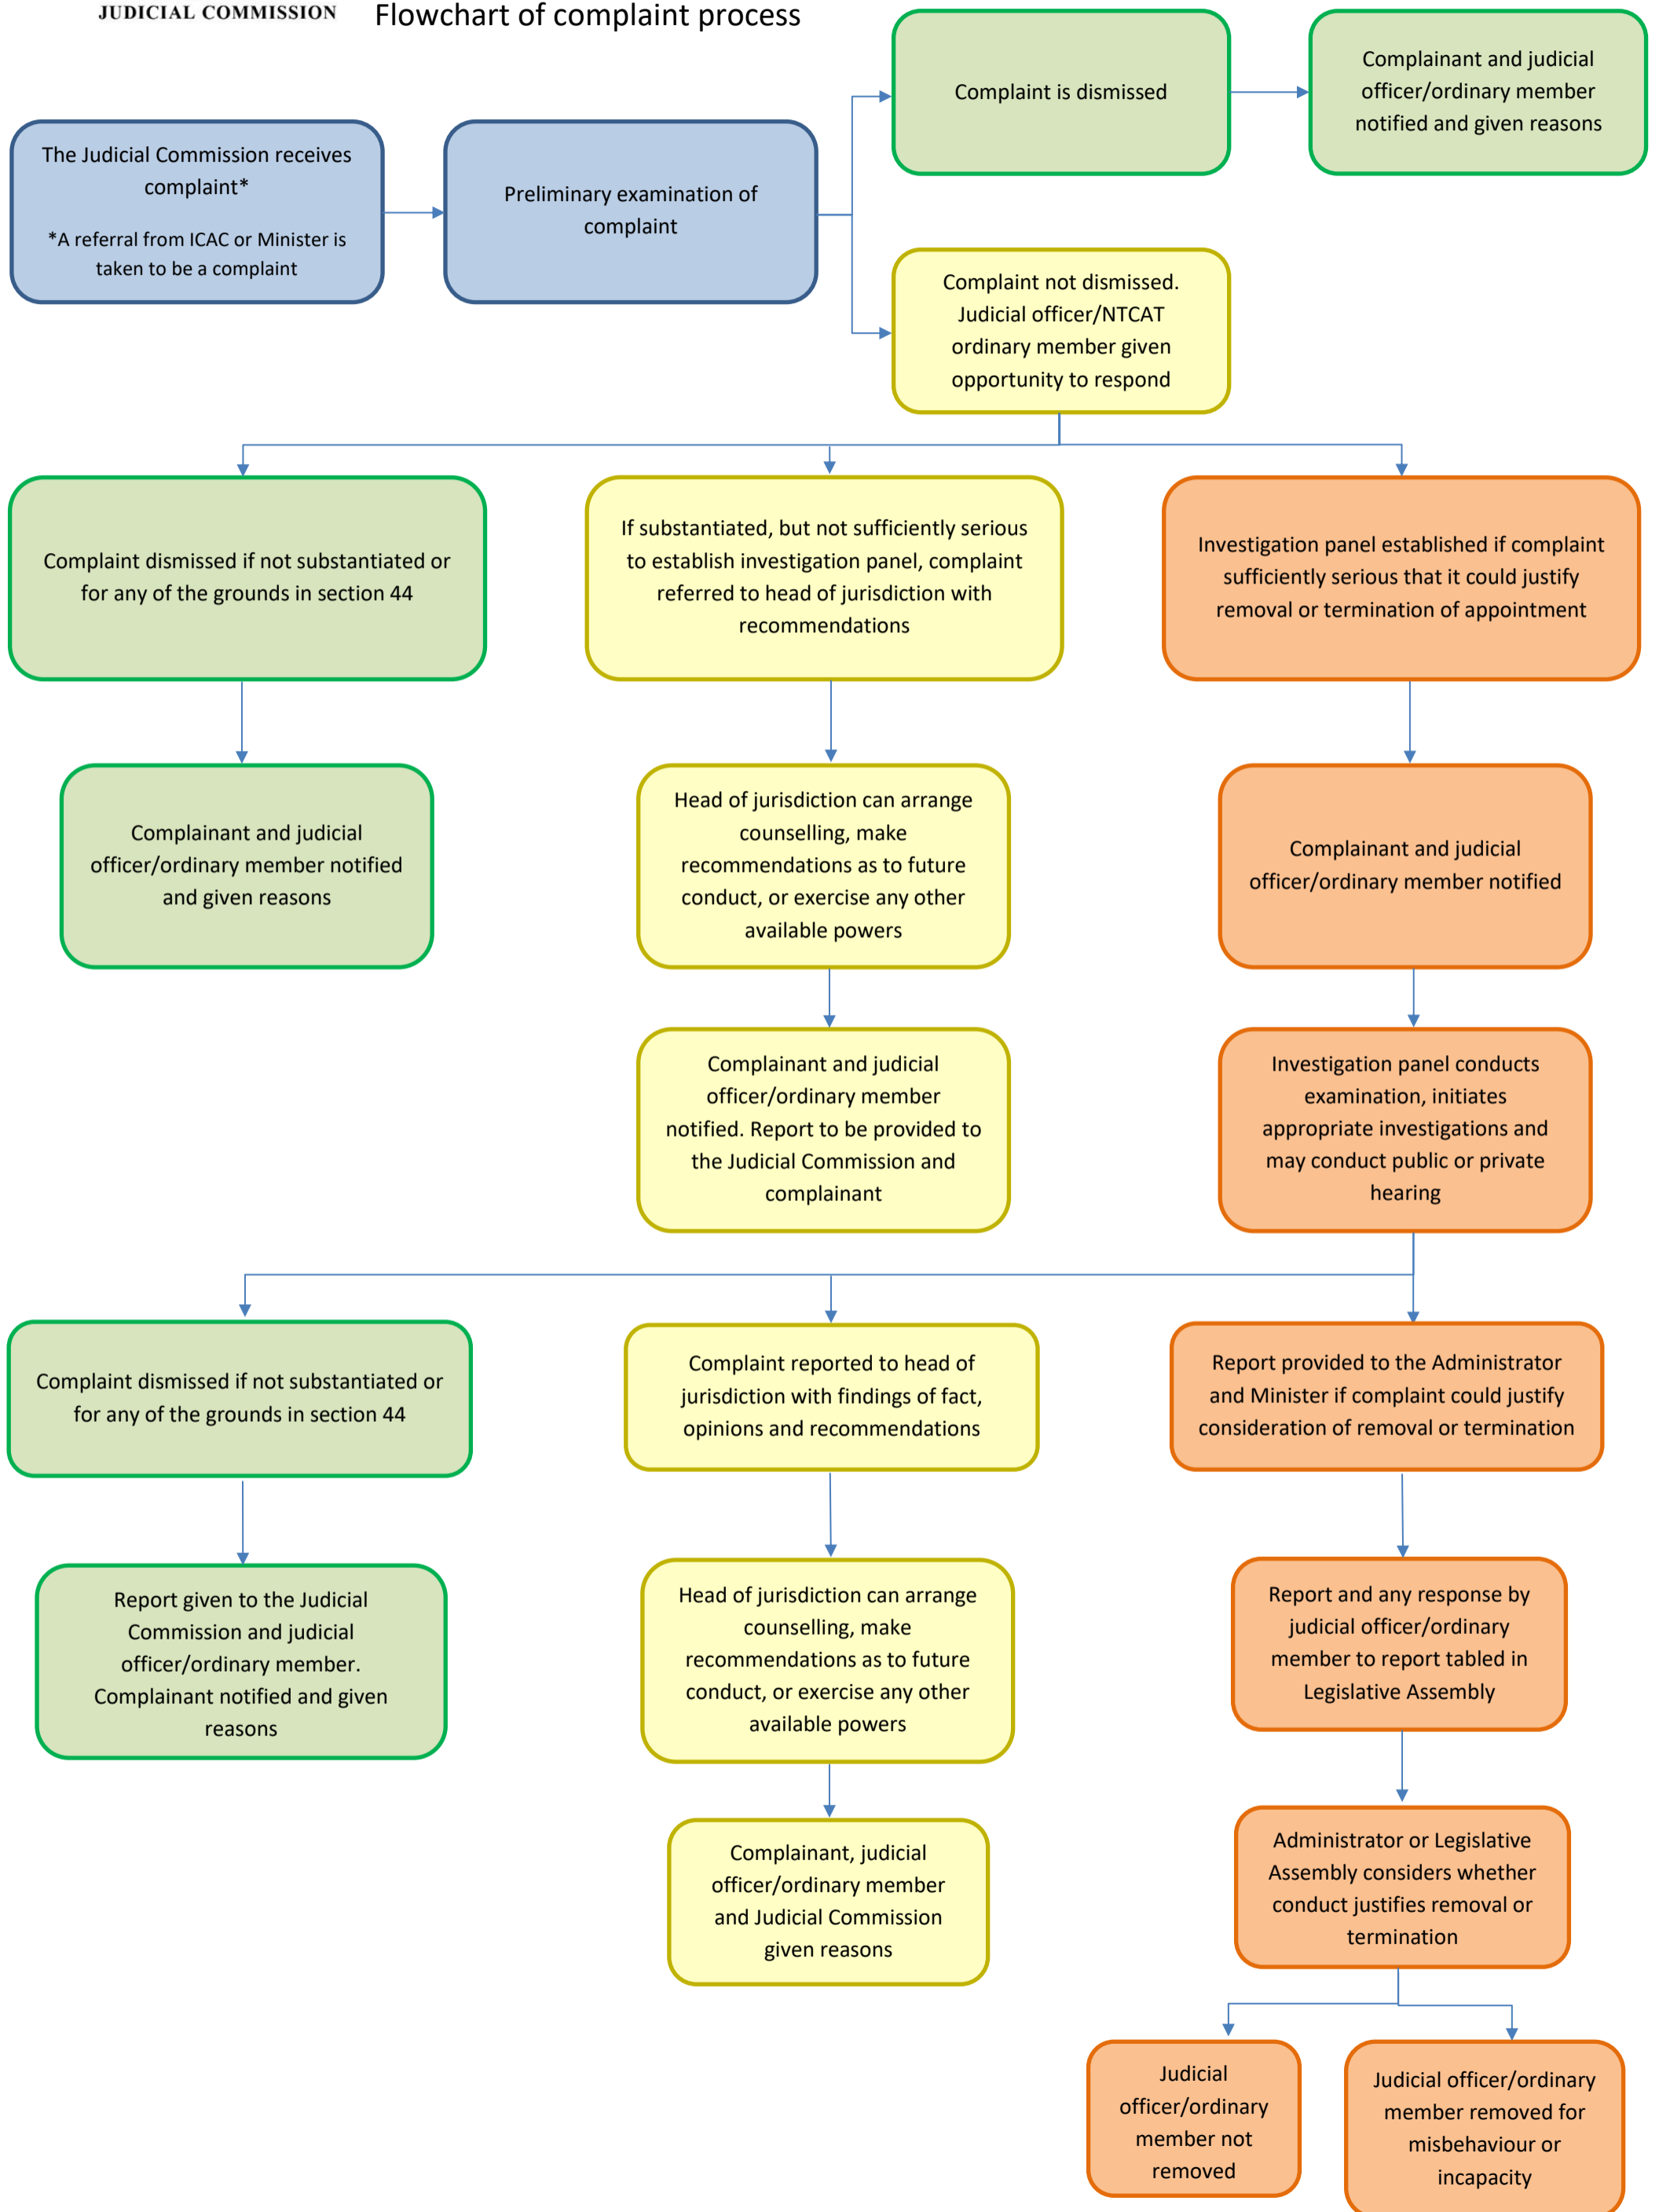 JUDICIAL COMMISSION
Flowchart of complaint process
The Judicial Commission receives
complaint*
*A referral from ICAC or Minister is
taken to be a complaint
Preliminary examination of
complaint
Complaint is dismissed
Complainant and judicial
officer/ordinary member
notified and given reasons
Complaint not dismissed.
Judicial officer/NTCAT
ordinary member given
opportunity to respond
Complaint dismissed if not substantiated or
for any of the grounds in section 44
If substantiated, but not sufficiently serious
to establish investigation panel, complaint
referred to head of jurisdiction with
recommendations
Investigation panel established if complaint
sufficiently serious that it could justify
removal or termination of appointment
Complainant and judicial
officer/ordinary member notified
and given reasons
Head of jurisdiction can arrange
counselling, make
recommendations as to future
conduct, or exercise any other
available powers
Complainant and judicial
officer/ordinary member notified
Complainant and judicial
officer/ordinary member
notified. Report to be provided to
the Judicial Commission and
complainant
Investigation panel conducts
examination, initiates
appropriate investigations and
may conduct public or private
hearing
Complaint dismissed if not substantiated or
for any of the grounds in section 44
Complaint reported to head of
jurisdiction with findings of fact,
opinions and recommendations
Report provided to the Administrator
and Minister if complaint could justify
consideration of removal or termination
Report given to the Judicial
Commission and judicial
officer/ordinary member.
Complainant notified and given
reasons
Head of jurisdiction can arrange
counselling, make
recommendations as to future
conduct, or exercise any other
available powers
Report and any response by
judicial officer/ordinary
member to report tabled in
Legislative Assembly
Complainant, judicial
officer/ordinary member
and Judicial Commission
given reasons
Administrator or Legislative
Assembly considers whether
conduct justifies removal or
termination
Judicial
officer/ordinary
member not
removed
Judicial officer/ordinary
member removed for
misbehaviour or
incapacity